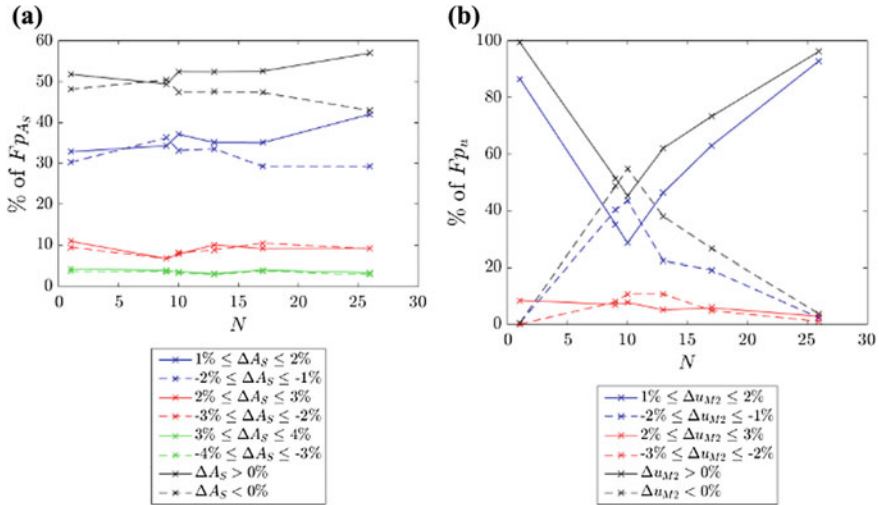 (a)
(b)
60
50
40
30
20
10
0
% of Fp_{A_S}
0 5 10 15 20 25 30
N
100
80
60
40
20
0
% of Fp_u
0 5 10 15 20 25 30
N
1% ≤ ΔA_S ≤ 2%
-2% ≤ ΔA_S ≤ -1%
2% ≤ ΔA_S ≤ 3%
-3% ≤ ΔA_S ≤ -2%
3% ≤ ΔA_S ≤ 4%
-4% ≤ ΔA_S ≤ -3%
ΔA_S > 0%
ΔA_S < 0%
1% ≤ Δu_{M2} ≤ 2%
-2% ≤ Δu_{M2} ≤ -1%
2% ≤ Δu_{M2} ≤ 3%
-3% ≤ Δu_{M2} ≤ -2%
Δu_{M2} > 0%
Δu_{M2} < 0%